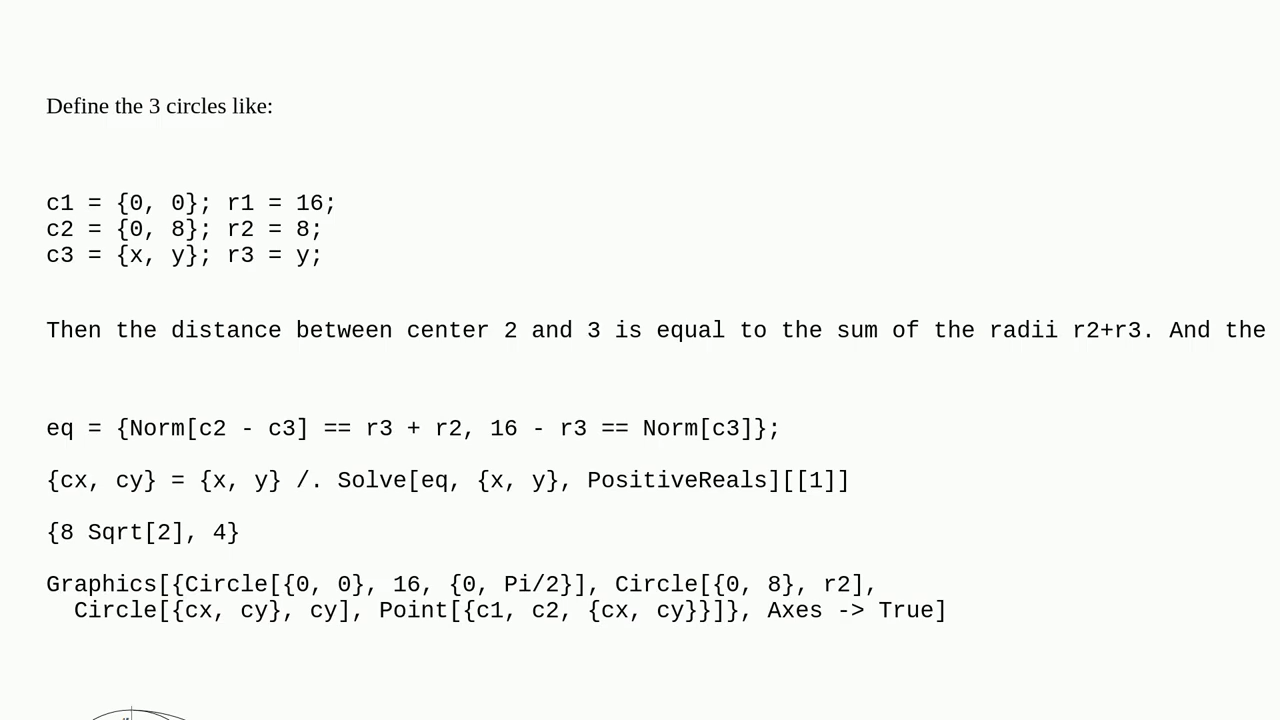 Define the 3 circles like:
c1 = {0, 0}; r1 = 16;
c2 = {0, 8}; r2 = 8;
c3 = {x, y}; r3 = y;
Then the distance between center 2 and 3 is equal to the sum of the radii r2+r3. And the
eq = {Norm[c2 - c3] == r3 + r2, 16 - r3 == Norm[c3]};
{cx, cy} = {x, y} /. Solve[eq, {x, y}, PositiveReals][[1]]
{8 Sqrt[2], 4}
Graphics[{Circle[{0, 0}, 16, {0, Pi/2}], Circle[{0, 8}, r2],
  Circle[{cx, cy}, cy], Point[{c1, c2, {cx, cy}}]}, Axes -> True]